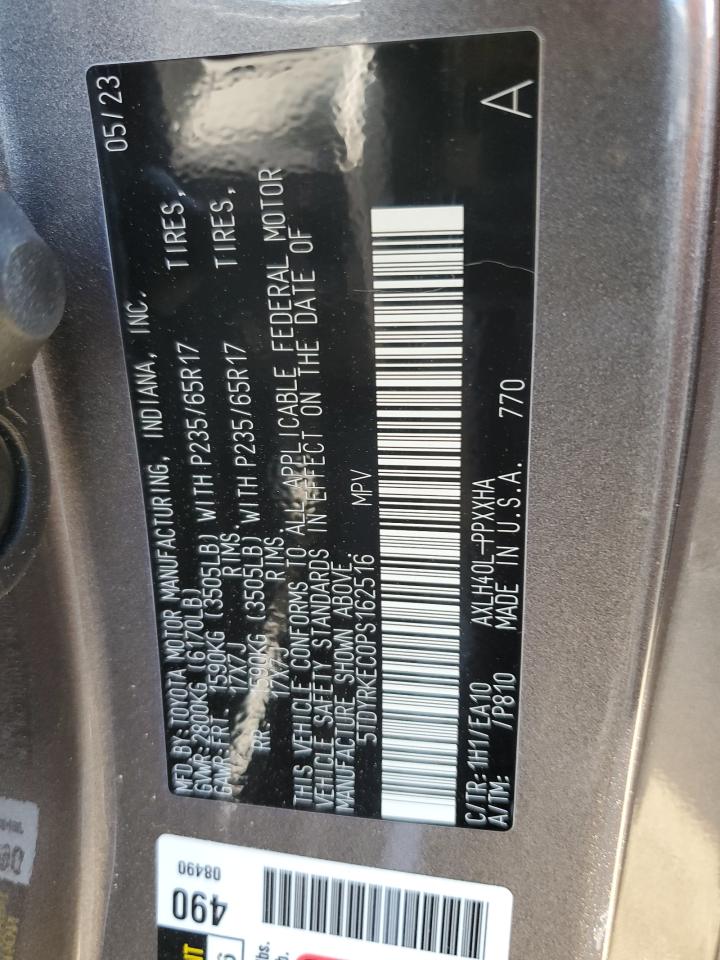 MFD BY: TOYOTA MOTOR MANUFACTURING, INDIANA, INC. 05/23
GVWR: 2800KG (6170LB)
GAWR: FRT 1590KG (3505LB) WITH P235/65R17 TIRES,
17X7J RIMS.
RR 1590KG (3505LB) WITH P235/65R17 TIRES,
17X7J RIMS.
THIS VEHICLE CONFORMS TO ALL APPLICABLE FEDERAL MOTOR
VEHICLE SAFETY STANDARDS IN EFFECT ON THE DATE OF
MANUFACTURE SHOWN ABOVE.
5TDYRKEC0PS162516 MPV
C/TR: 1H1/EA10 AXLH40L-PPXXHA A
A/TM: /P810 MADE IN U.S.A. 770
490
08490
lbs.